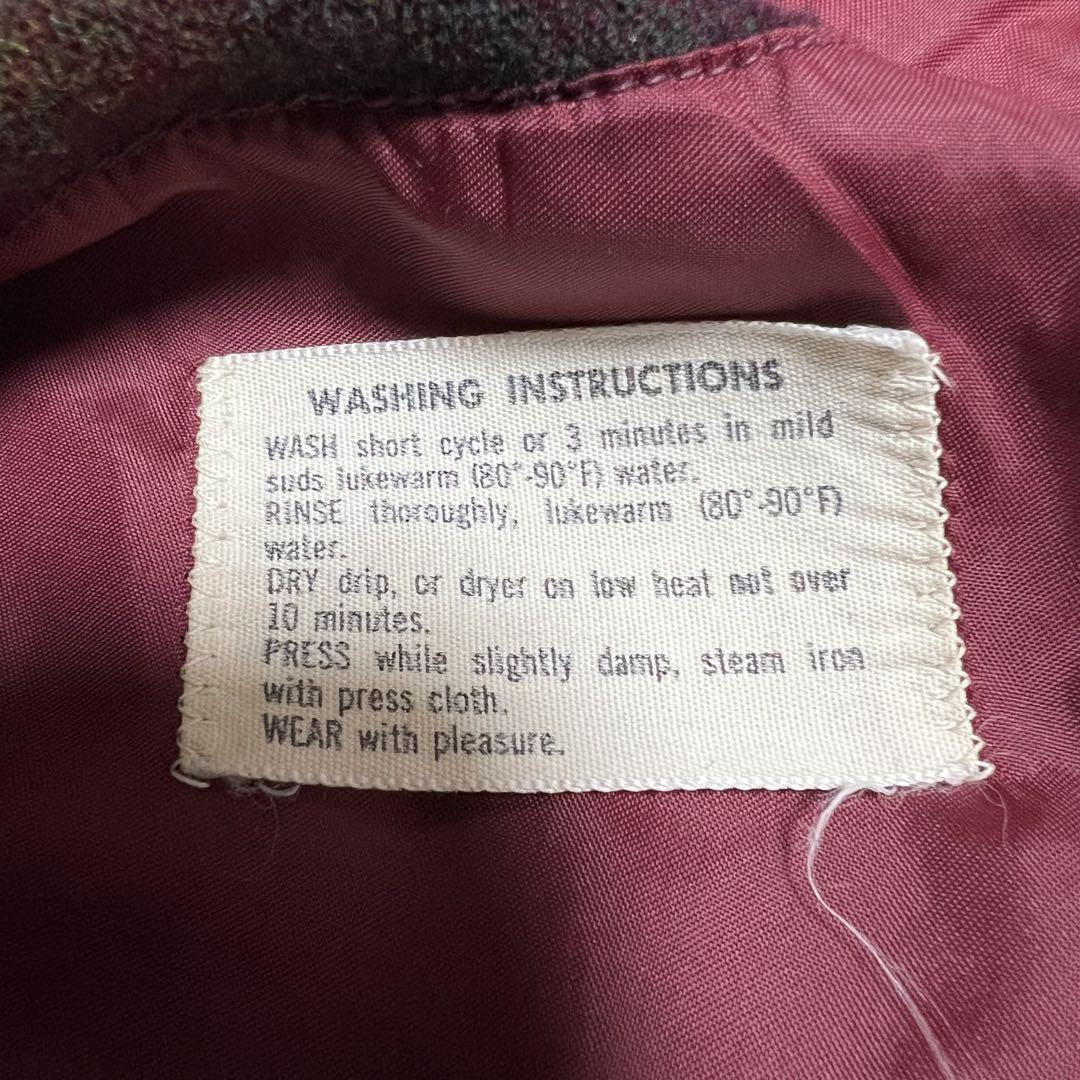 WASHING INSTRUCTIONS
WASH short cycle or 3 minutes in mild
suds lukewarm (80°-90°F) water.
RINSE thoroughly, lukewarm (80°-90°F)
water.
DRY drip, or dryer on low heat not over
10 minutes.
PRESS while slightly damp, steam iron
with press cloth.
WEAR with pleasure.